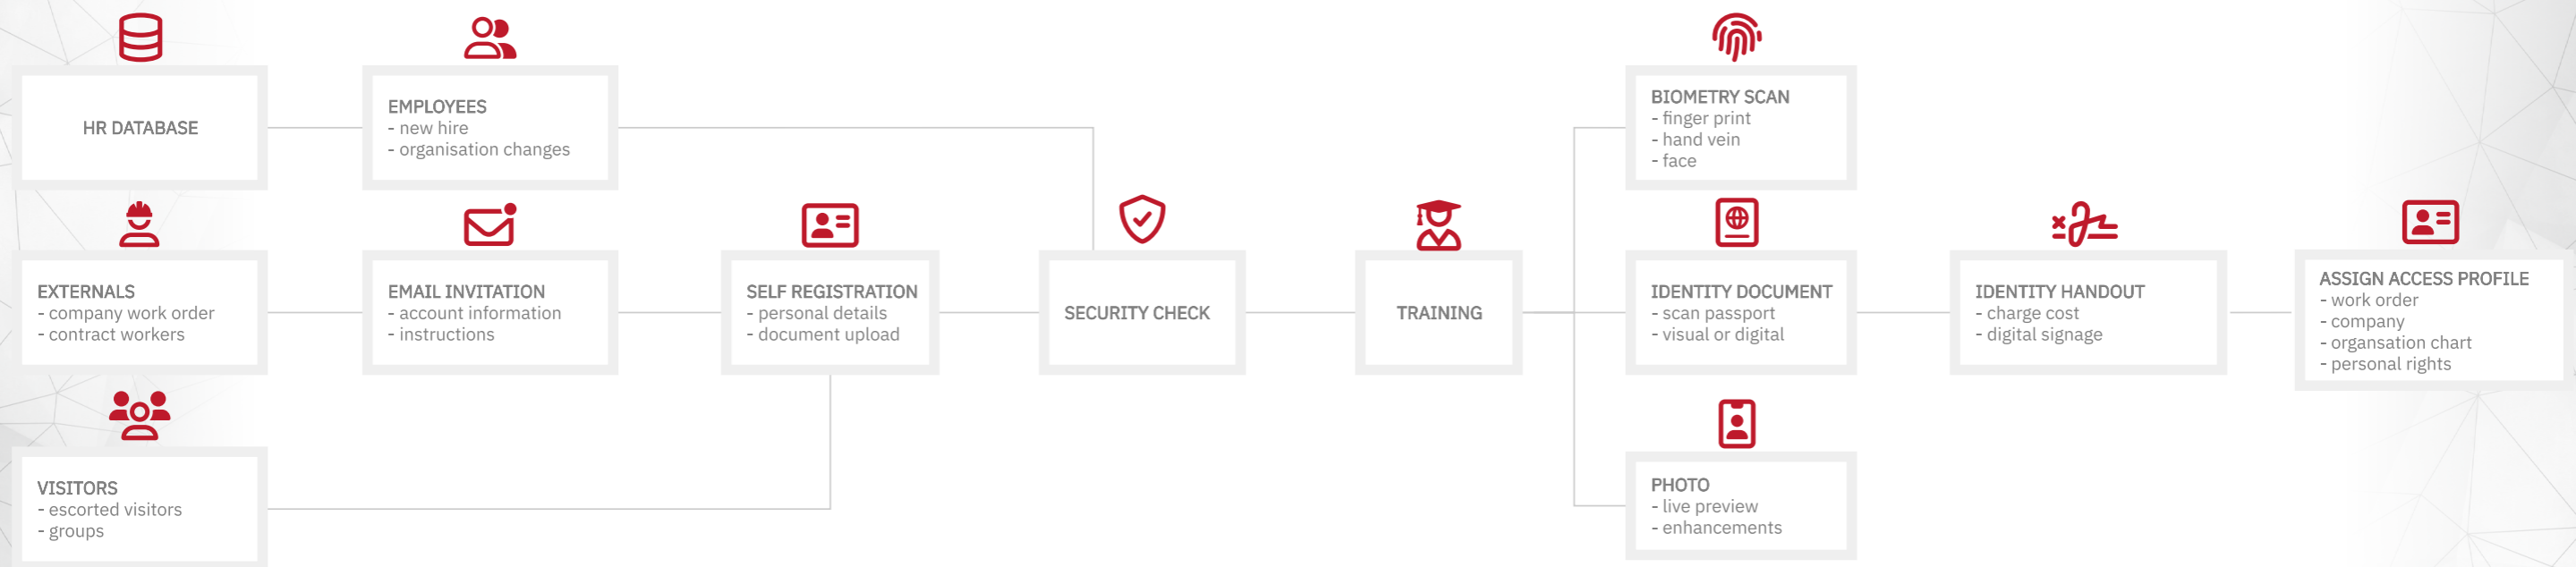 HR DATABASE
EMPLOYEES
- new hire
- organisation changes
BIOMETRY SCAN
- finger print
- hand vein
- face
EXTERNALS
- company work order
- contract workers
EMAIL INVITATION
- account information
- instructions
SELF REGISTRATION
- personal details
- document upload
SECURITY CHECK
TRAINING
IDENTITY DOCUMENT
- scan passport
- visual or digital
IDENTITY HANDOUT
- charge cost
- digital signage
ASSIGN ACCESS PROFILE
- work order
- company
- organsation chart
- personal rights
VISITORS
- escorted visitors
- groups
PHOTO
- live preview
- enhancements